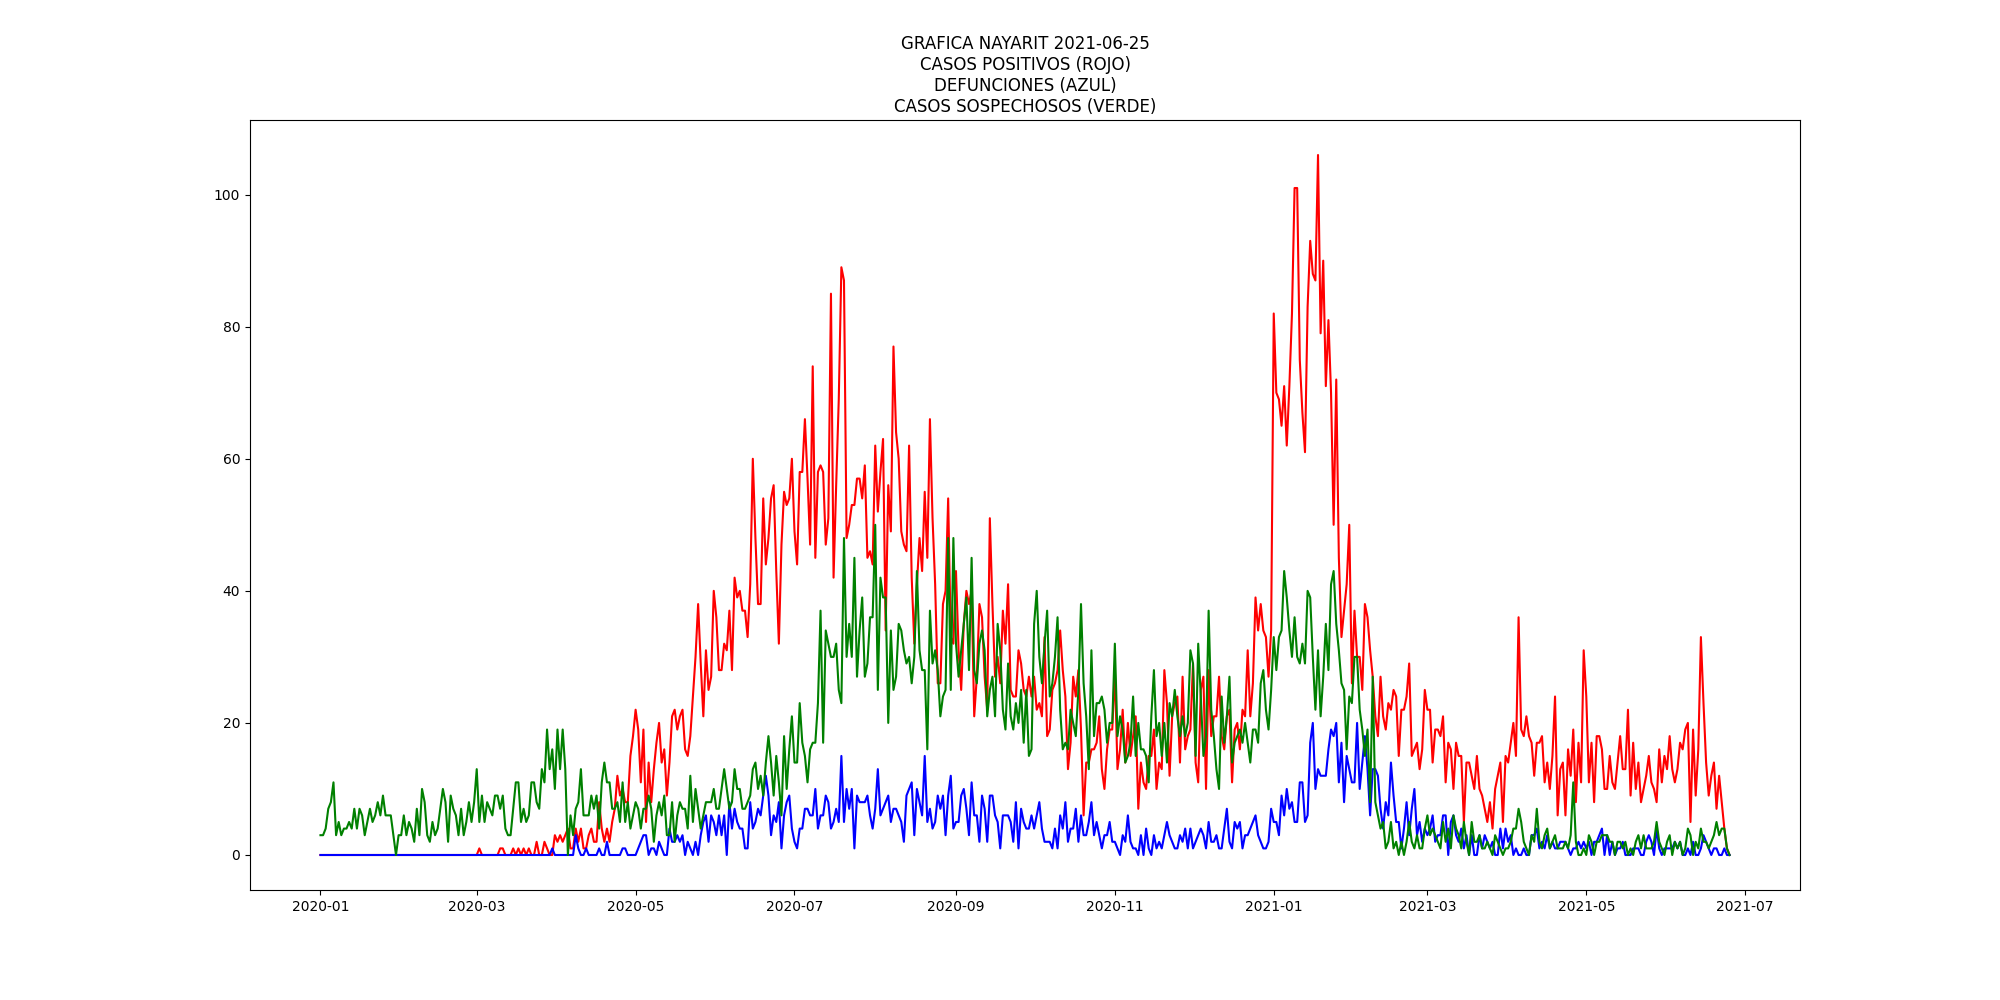 GRAFICA NAYARIT 2021-06-25
CASOS POSITIVOS (ROJO)
DEFUNCIONES (AZUL)
CASOS SOSPECHOSOS (VERDE)
100
80
60
40
20
0
2020-01 2020-03 2020-05 2020-07 2020-09 2020-11 2021-01 2021-03 2021-05 2021-07